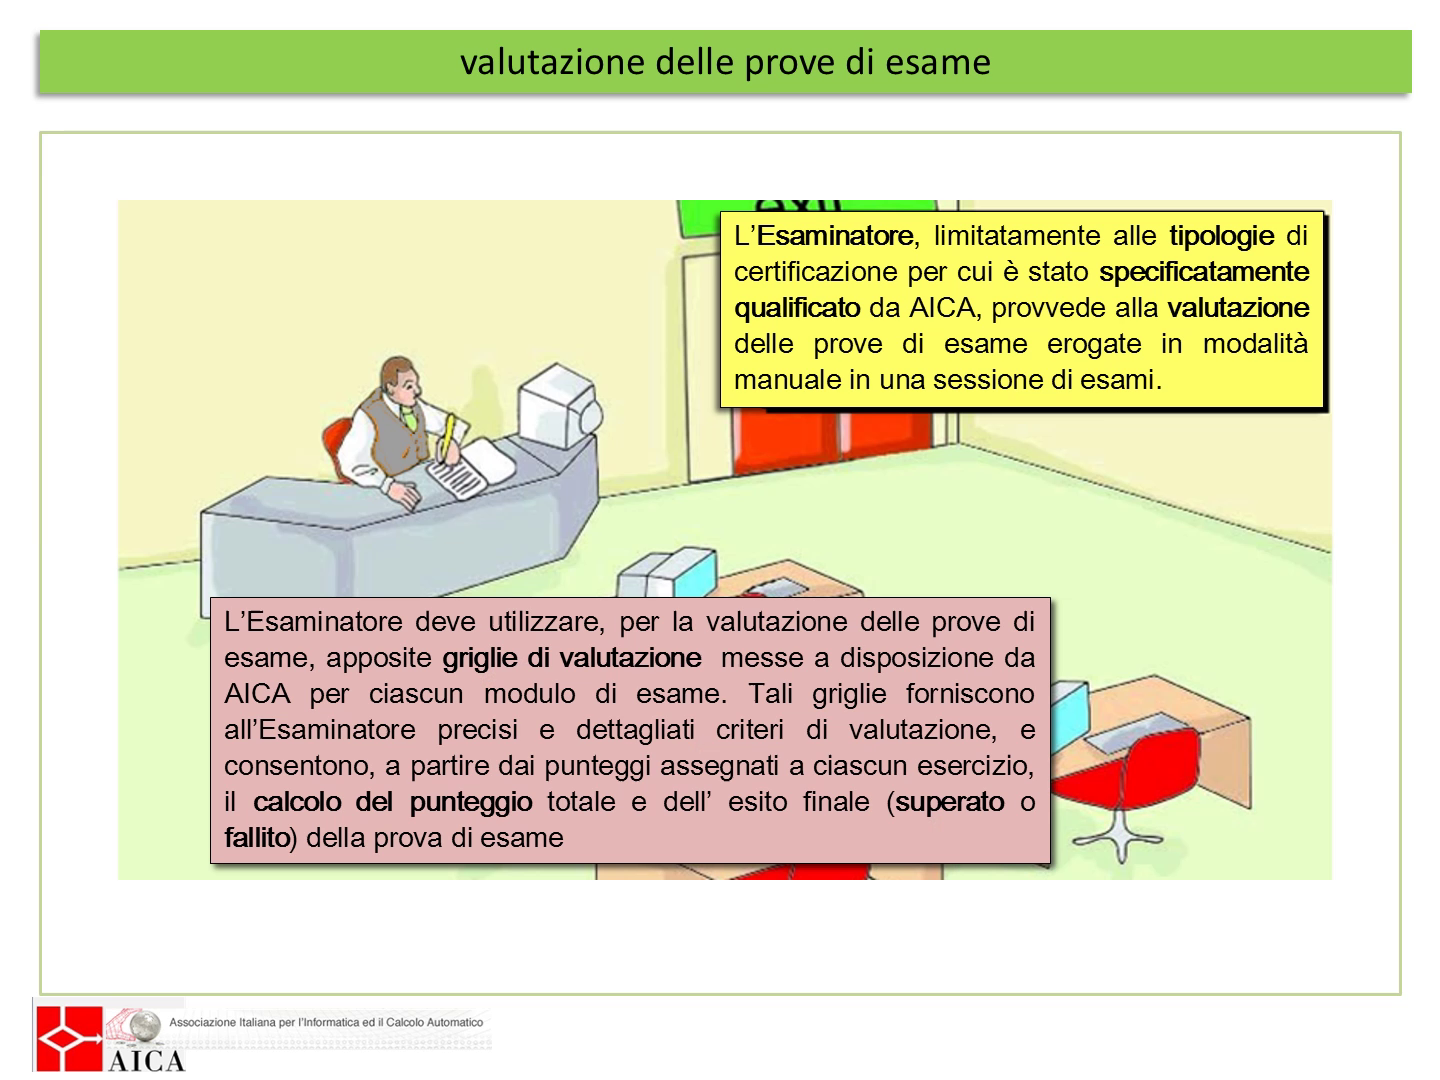 valutazione delle prove di esame
exit
L’Esaminatore, limitatamente alle tipologie di
certificazione per cui è stato specificatamente
qualificato da AICA, provvede alla valutazione
delle prove di esame erogate in modalità
manuale in una sessione di esami.
L’Esaminatore deve utilizzare, per la valutazione delle prove di
esame, apposite griglie di valutazione messe a disposizione da
AICA per ciascun modulo di esame. Tali griglie forniscono
all’Esaminatore precisi e dettagliati criteri di valutazione, e
consentono, a partire dai punteggi assegnati a ciascun esercizio,
il calcolo del punteggio totale e dell’ esito finale (superato o
fallito) della prova di esame
Associazione Italiana per l'Informatica ed il Calcolo Automatico
AICA